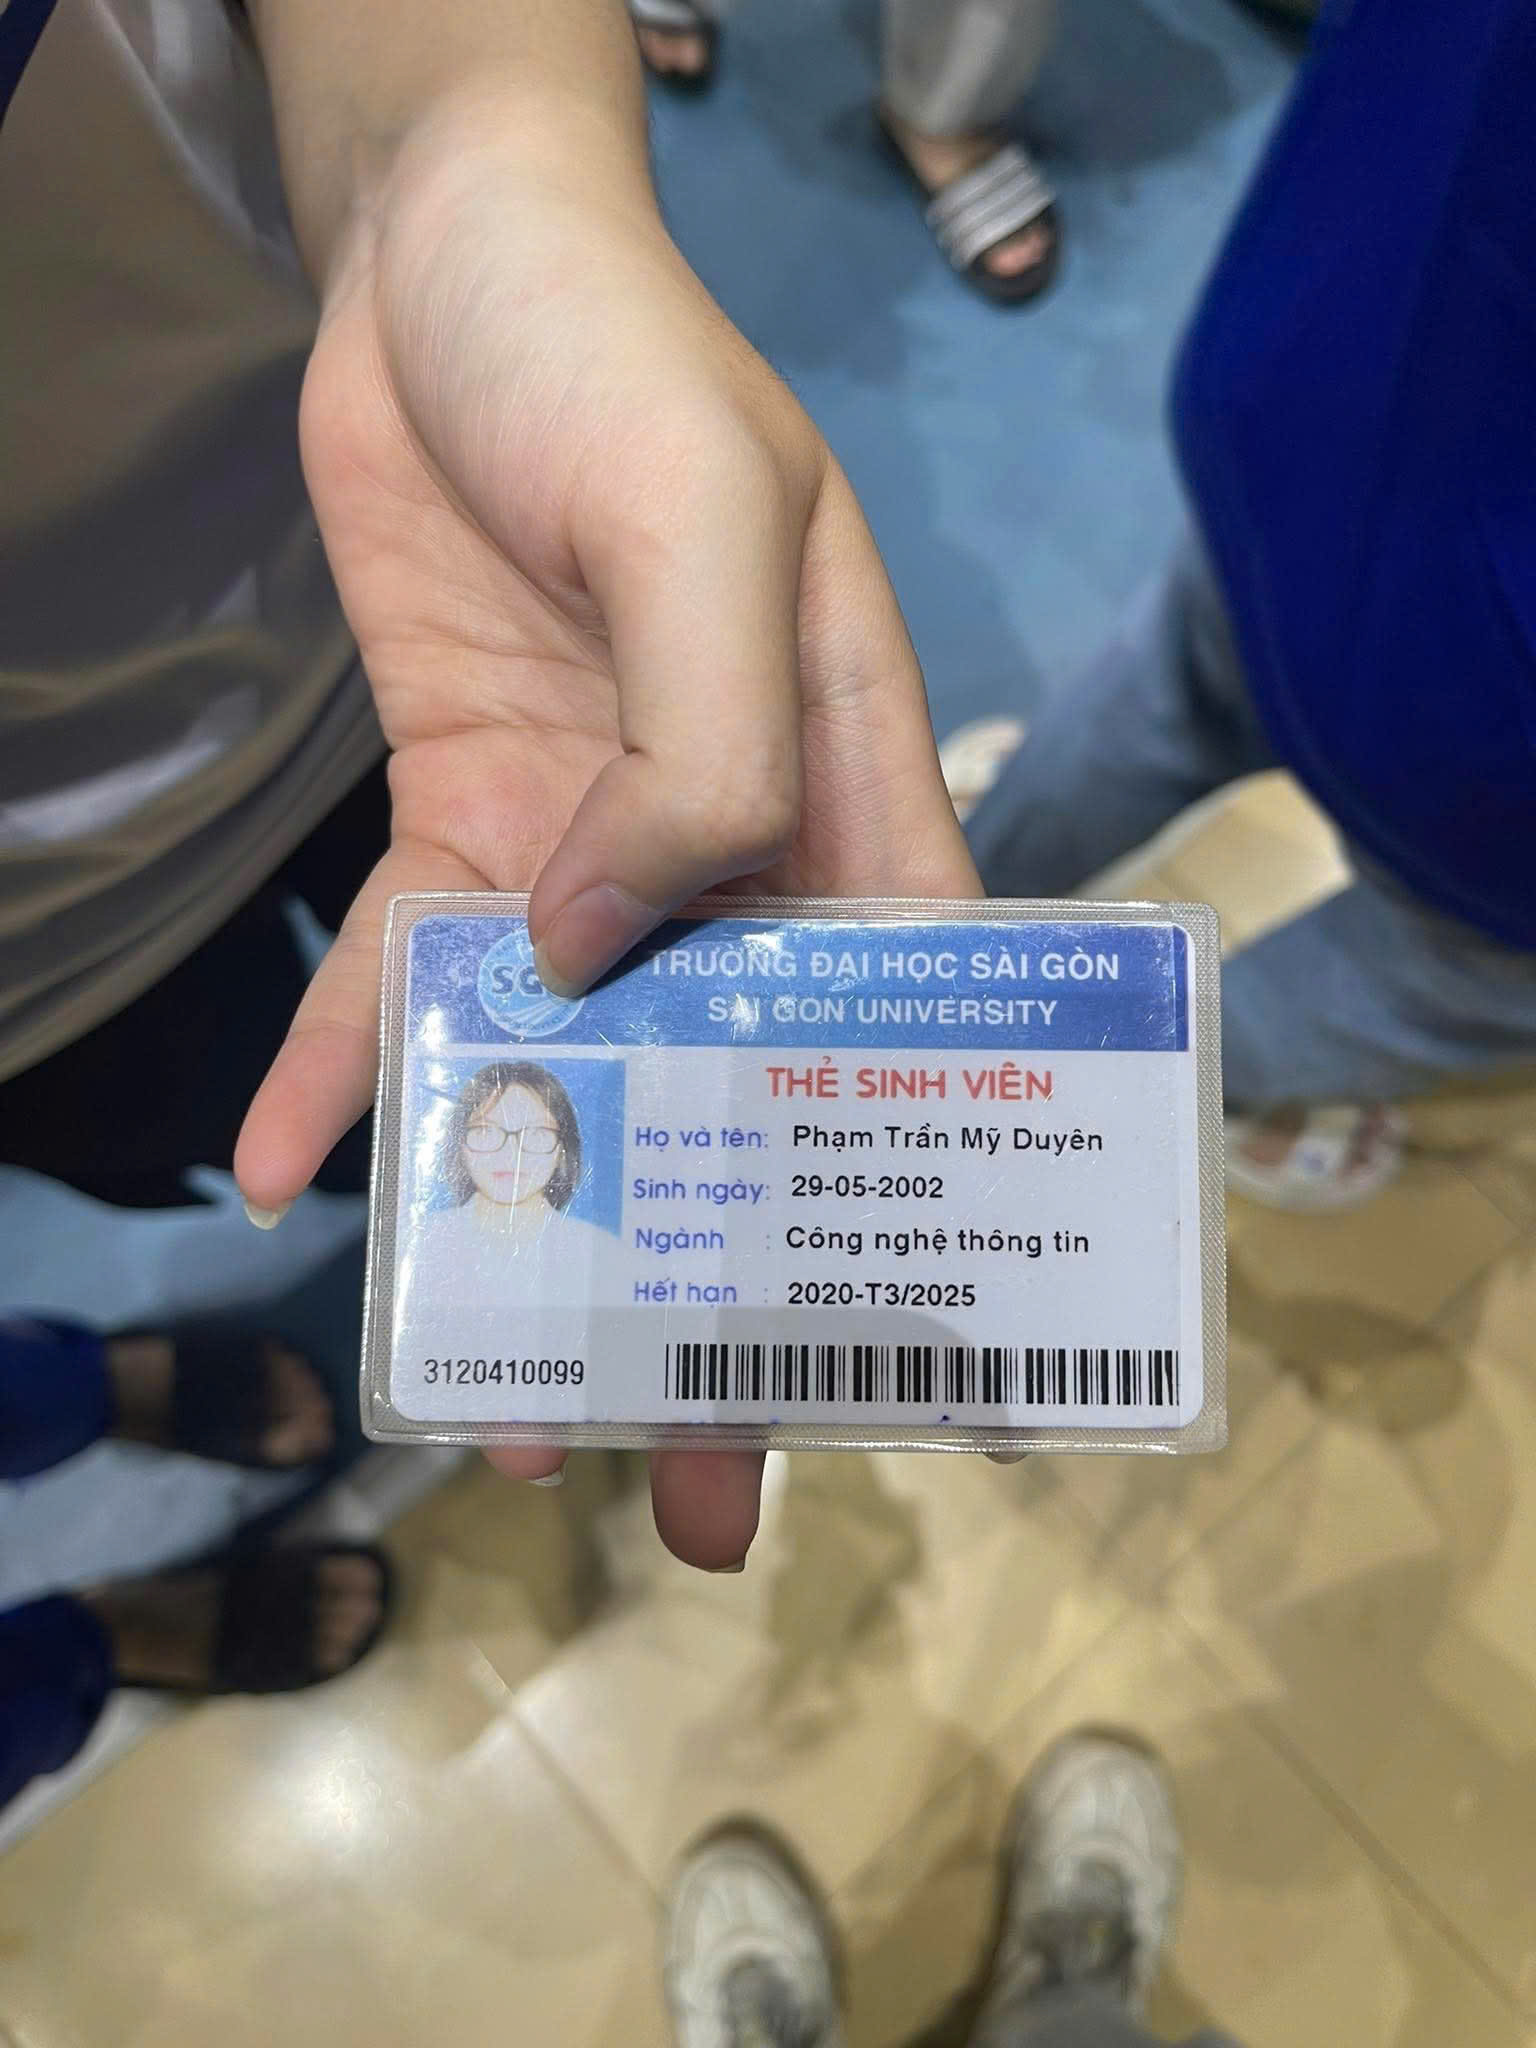 TRƯỜNG ĐẠI HỌC SÀI GÒN
SAI GON UNIVERSITY
THẺ SINH VIÊN
Họ và tên: Phạm Trần Mỹ Duyên
Sinh ngày: 29-05-2002
Ngành : Công nghệ thông tin
Hết hạn : 2020-T3/2025
3120410099